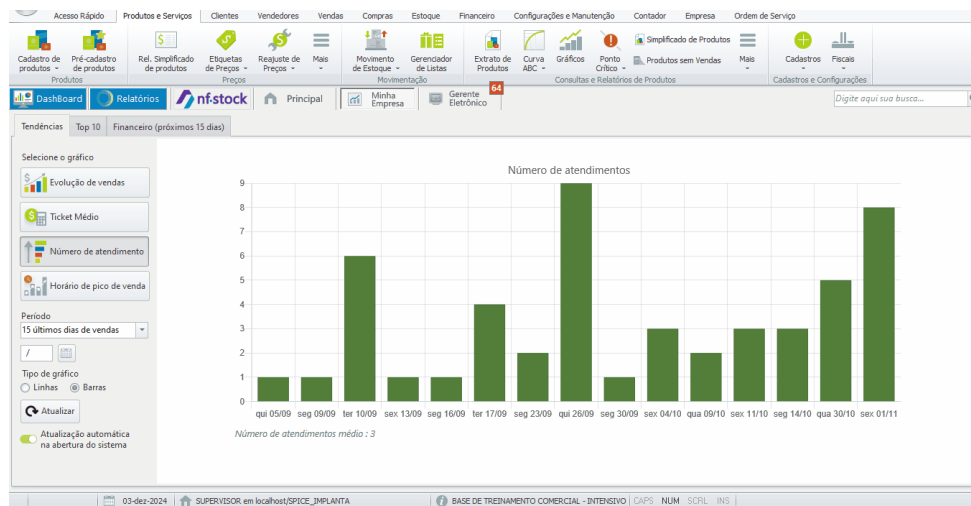 Acesso Rápido Produtos e Serviços Clientes Vendedores Vendas Compras Estoque Financeiro Configurações e Manutenção Contador Empresa Ordem de Serviço
Cadastro de produtos Pré-cadastro de produtos Rel. Simplificado de produtos Etiquetas de Preços Reajuste de Preços Mais Movimento de Estoque Gerenciador de Listas Extrato de Produtos Curva ABC Gráficos Ponto Crítico Simplificado de Produtos Produtos sem Vendas Mais Cadastros Fiscais
Produtos Preços Movimentação Consultas e Relatórios de Produtos Cadastros e Configurações
DashBoard Relatórios nf-stock Principal Minha Empresa Gerente Eletrônico 64 Digite aqui sua busca...
Tendências Top 10 Financeiro (próximos 15 dias)
Selecione o gráfico
Evolução de vendas
Ticket Médio
Número de atendimento
Horário de pico de venda
Período
15 últimos dias de vendas
/
Tipo de gráfico
Linhas Barras
Atualizar
Atualização automática
na abertura do sistema
Número de atendimentos
9
8
7
6
5
4
3
2
1
0
qui 05/09 seg 09/09 ter 10/09 sex 13/09 seg 16/09 ter 17/09 seg 23/09 qui 26/09 seg 30/09 sex 04/10 qua 09/10 sex 11/10 seg 14/10 qua 30/10 sex 01/11
Número de atendimentos médio : 3
03-dez-2024 SUPERVISOR em localhost/SPICE_IMPLANTA BASE DE TREINAMENTO COMERCIAL - INTENSIVO CAPS NUM SCRL INS